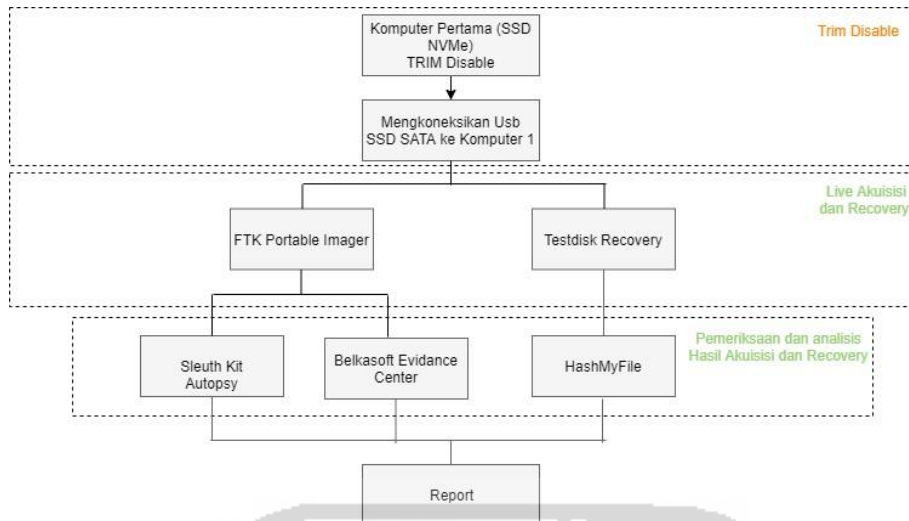 Komputer Pertama (SSD
NVMe)
TRIM Disable
Trim Disable
Mengkoneksikan Usb
SSD SATA ke Komputer 1
Live Akuisisi
dan Recovery
FTK Portable Imager
Testdisk Recovery
Pemeriksaan dan analisis
Hasil Akuisisi dan Recovery
Sleuth Kit
Autopsy
Belkasoft Evidance
Center
HashMyFile
Report